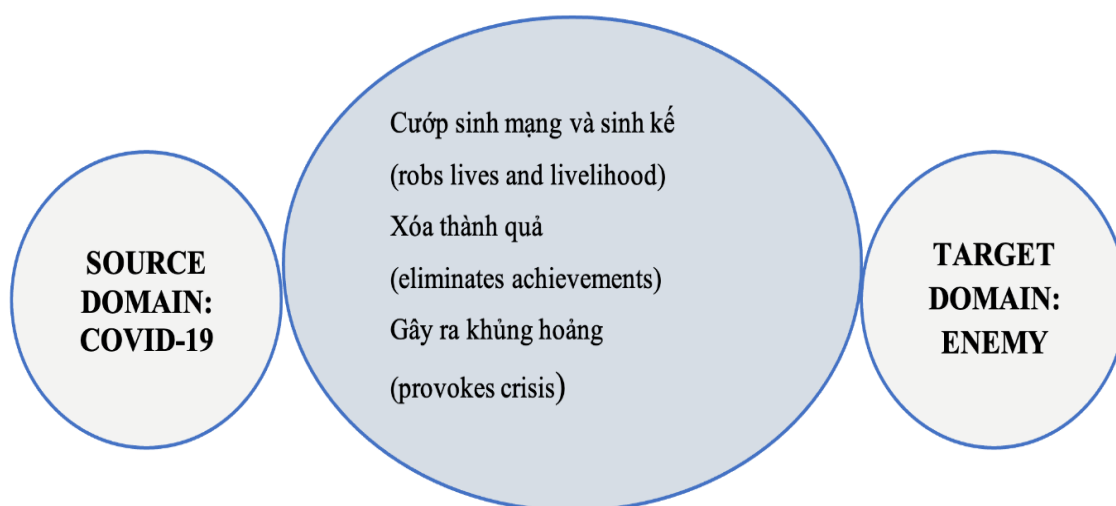 SOURCE
DOMAIN:
COVID-19
Cướp sinh mạng và sinh kế
(robs lives and livelihood)
Xóa thành quả
(eliminates achievements)
Gây ra khủng hoảng
(provokes crisis)
TARGET
DOMAIN:
ENEMY